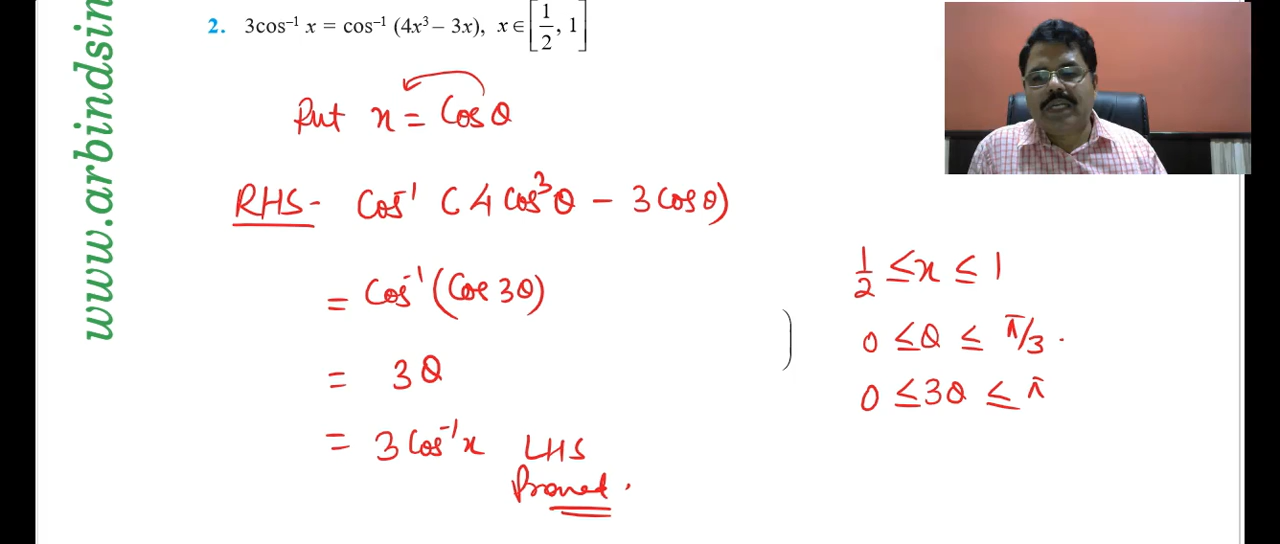 2. 3cos⁻¹ x = cos⁻¹ (4x³ – 3x), x ∈ [1/2, 1]
Put x = Cos θ
RHS - Cos⁻¹ (4 Cos³θ – 3 Cos θ)
= Cos⁻¹ (Cos 3θ)
= 3θ
= 3 Cos⁻¹ x LHS
Proved.
1/2 ≤ x ≤ 1
0 ≤ θ ≤ π/3.
0 ≤ 3θ ≤ π
www.arbindsin